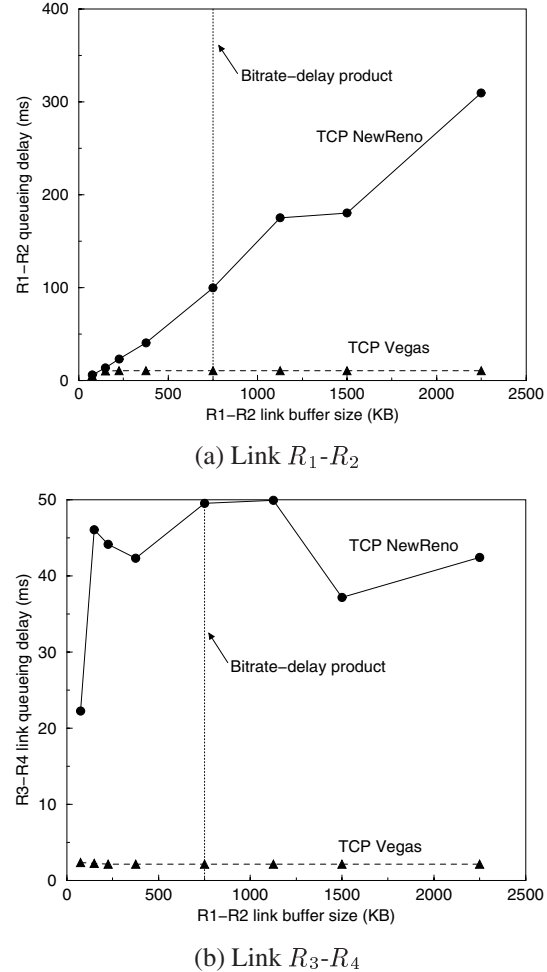 400
300
200
100
0
R1−R2 queueing delay (ms)
Bitrate−delay product
TCP NewReno
TCP Vegas
0 500 1000 1500 2000 2500
R1−R2 link buffer size (KB)
(a) Link R₁-R₂
50
40
30
20
10
0
R3−R4 link queueing delay (ms)
TCP NewReno
Bitrate−delay product
TCP Vegas
0 500 1000 1500 2000 2500
R1−R2 link buffer size (KB)
(b) Link R₃-R₄